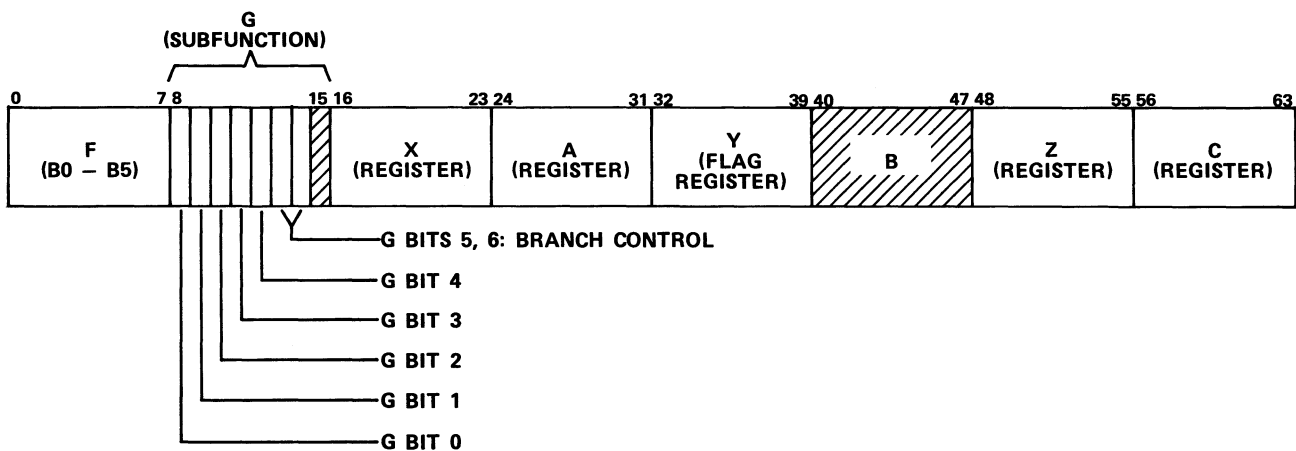 G
(SUBFUNCTION)
0 7 8 15 16 23 24 31 32 39 40 47 48 55 56 63
F
(B0 – B5)
X
(REGISTER)
A
(REGISTER)
Y
(FLAG
REGISTER)
B
Z
(REGISTER)
C
(REGISTER)
G BITS 5, 6: BRANCH CONTROL
G BIT 4
G BIT 3
G BIT 2
G BIT 1
G BIT 0